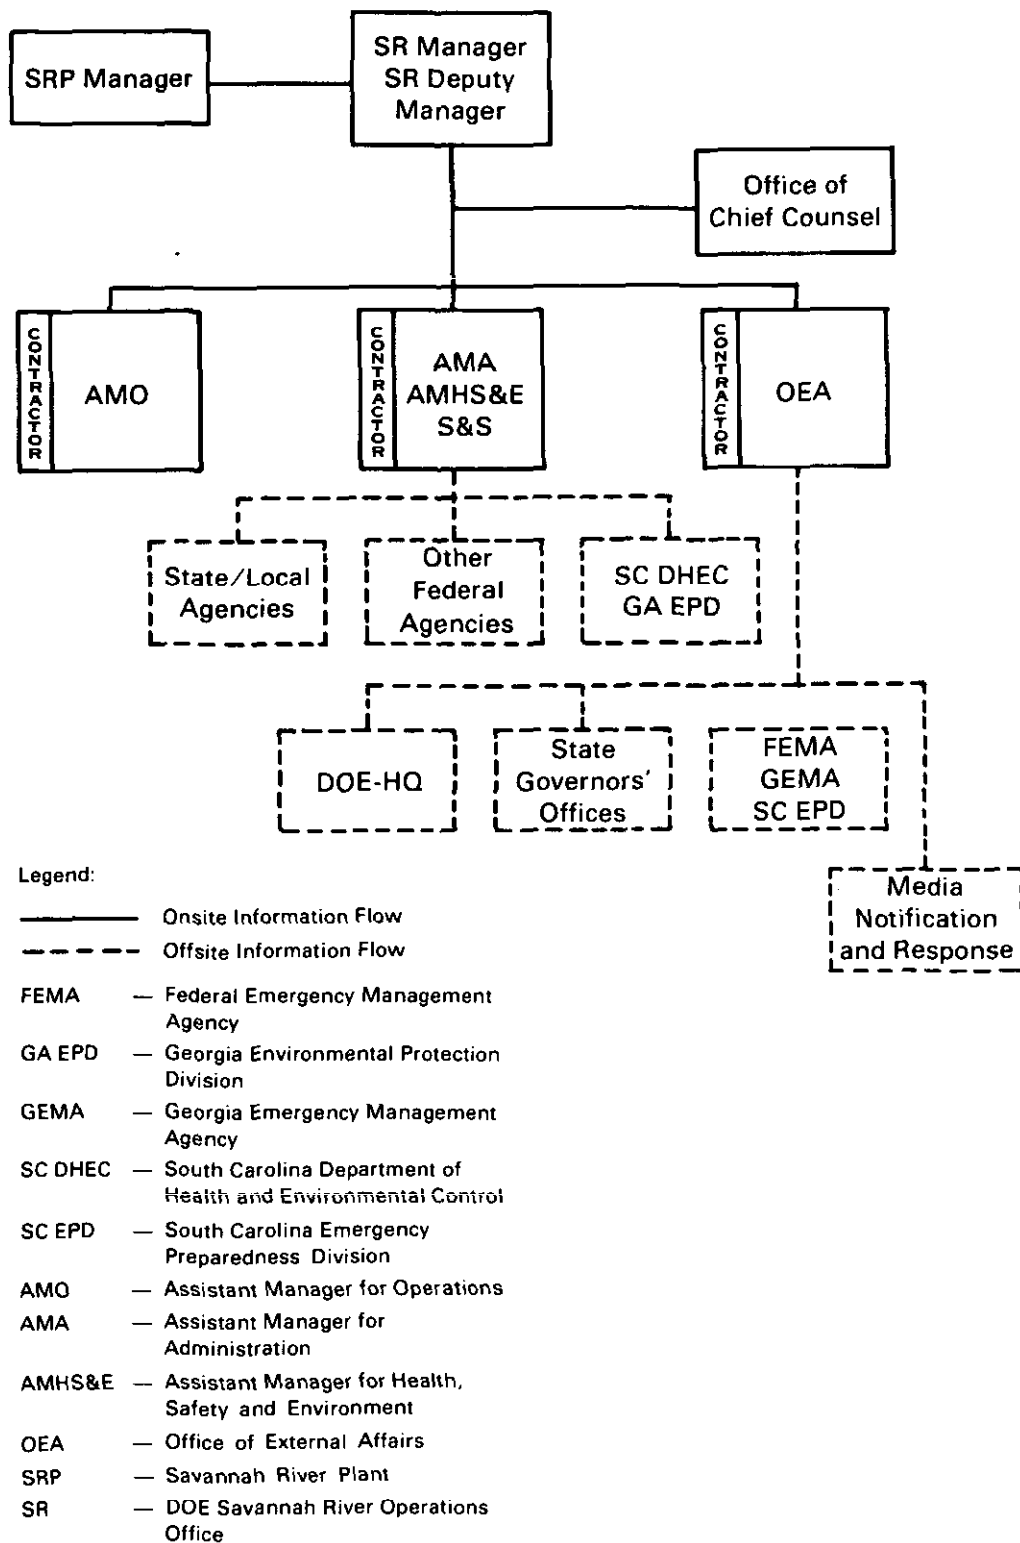 SRP Manager
SR Manager
SR Deputy
Manager
Office of
Chief Counsel
CONTRACTOR
AMO
CONTRACTOR
AMA
AMHS&E
S&S
CONTRACTOR
OEA
State/Local
Agencies
Other
Federal
Agencies
SC DHEC
GA EPD
DOE-HQ
State
Governors'
Offices
FEMA
GEMA
SC EPD
Media
Notification
and Response
Legend:
Onsite Information Flow
Offsite Information Flow
FEMA — Federal Emergency Management
Agency
GA EPD — Georgia Environmental Protection
Division
GEMA — Georgia Emergency Management
Agency
SC DHEC — South Carolina Department of
Health and Environmental Control
SC EPD — South Carolina Emergency
Preparedness Division
AMO — Assistant Manager for Operations
AMA — Assistant Manager for
Administration
AMHS&E — Assistant Manager for Health,
Safety and Environment
OEA — Office of External Affairs
SRP — Savannah River Plant
SR — DOE Savannah River Operations
Office